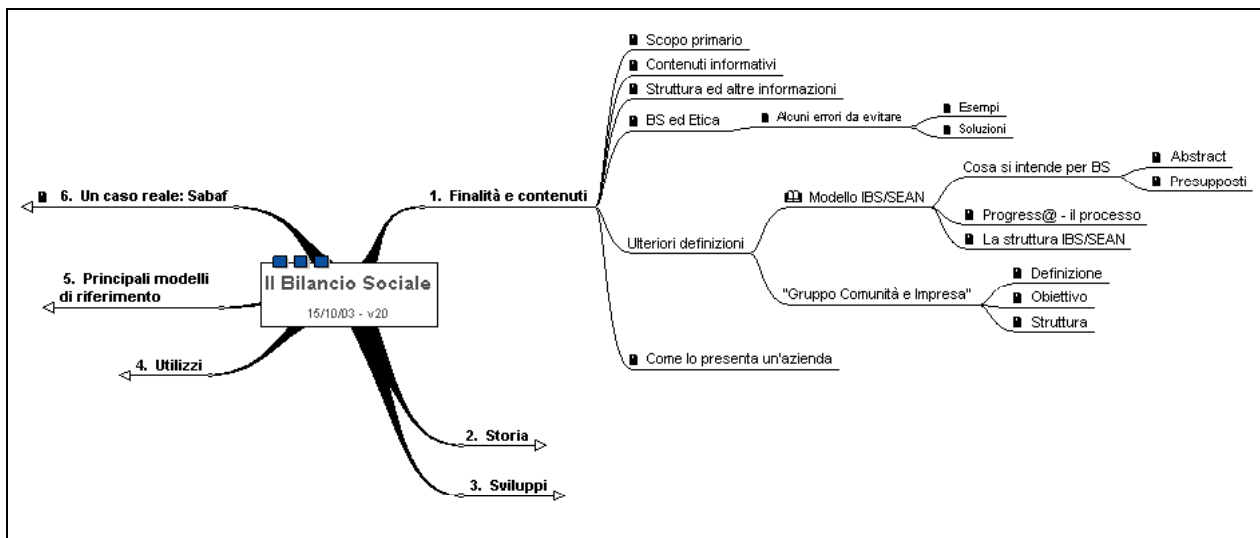 Il Bilancio Sociale
15/10/03 - v20
1. Finalità e contenuti
Scopo primario
Contenuti informativi
Struttura ed altre informazioni
BS ed Etica
Alcuni errori da evitare
Esempi
Soluzioni
Ulteriori definizioni
Modello IBS/SEAN
Cosa si intende per BS
Abstract
Presupposti
Progress@ - il processo
La struttura IBS/SEAN
"Gruppo Comunità e Impresa"
Definizione
Obiettivo
Struttura
Come lo presenta un'azienda
2. Storia
3. Sviluppi
4. Utilizzi
5. Principali modelli
di riferimento
6. Un caso reale: Sabaf